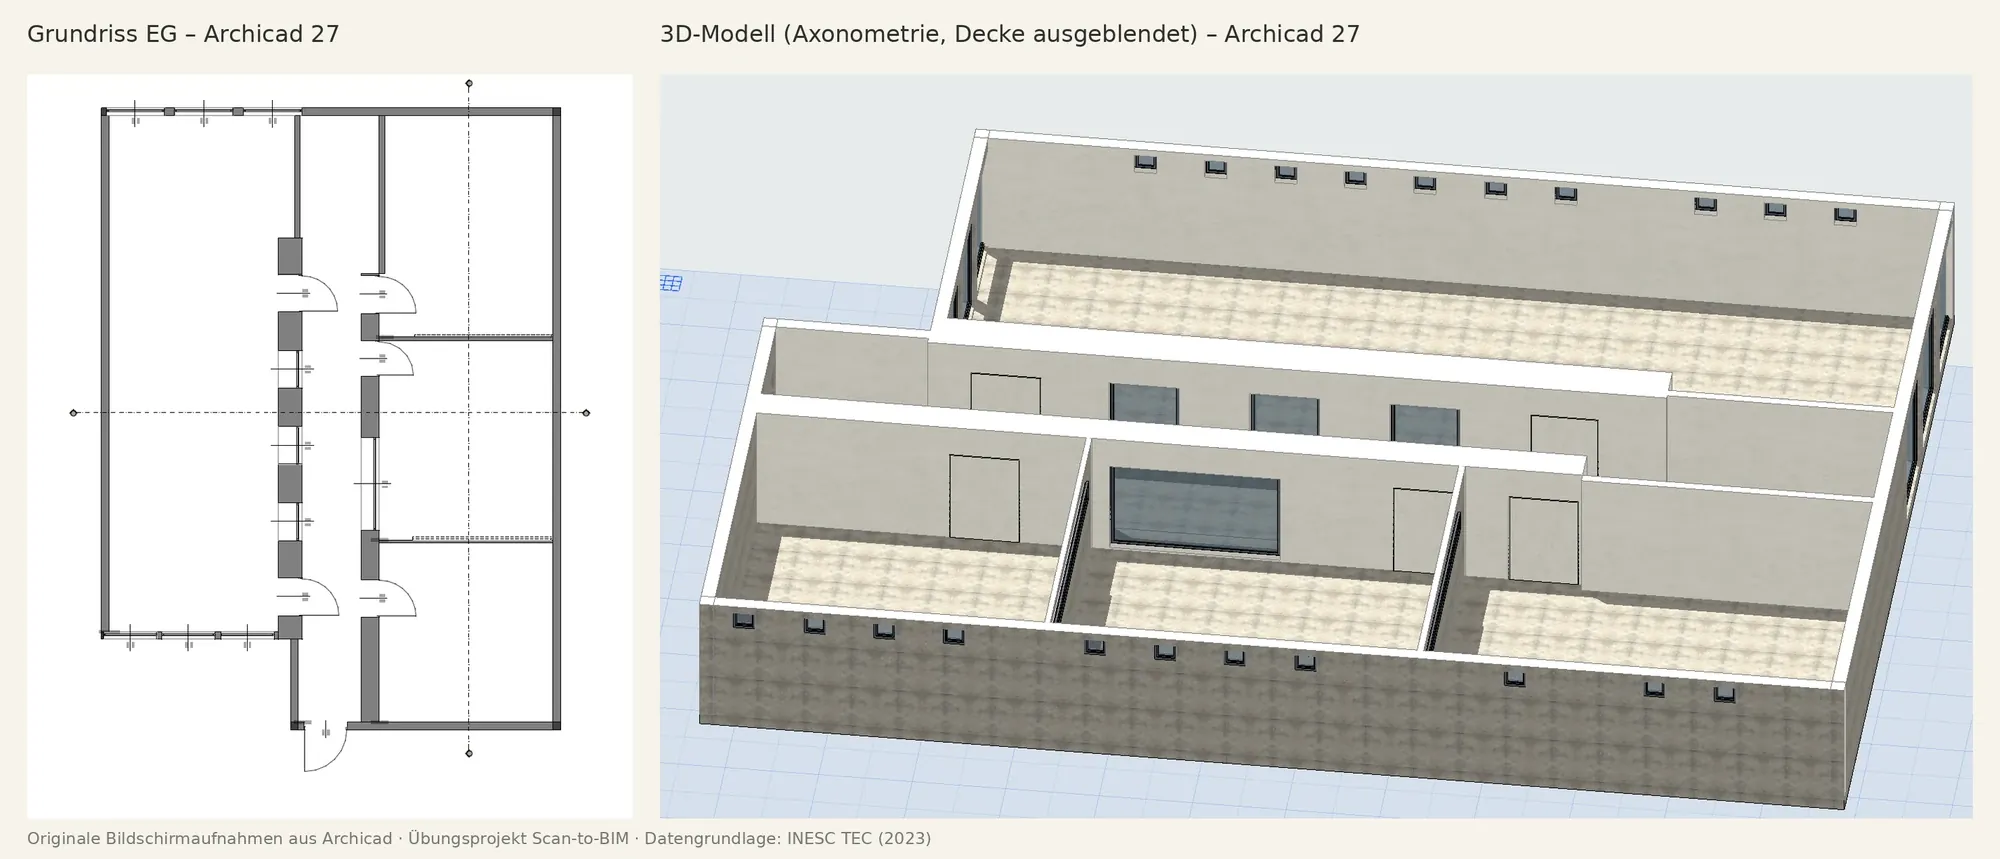 Grundriss EG – Archicad 27
3D-Modell (Axonometrie, Decke ausgeblendet) – Archicad 27
Originale Bildschirmaufnahmen aus Archicad · Übungsprojekt Scan-to-BIM · Datengrundlage: INESC TEC (2023)